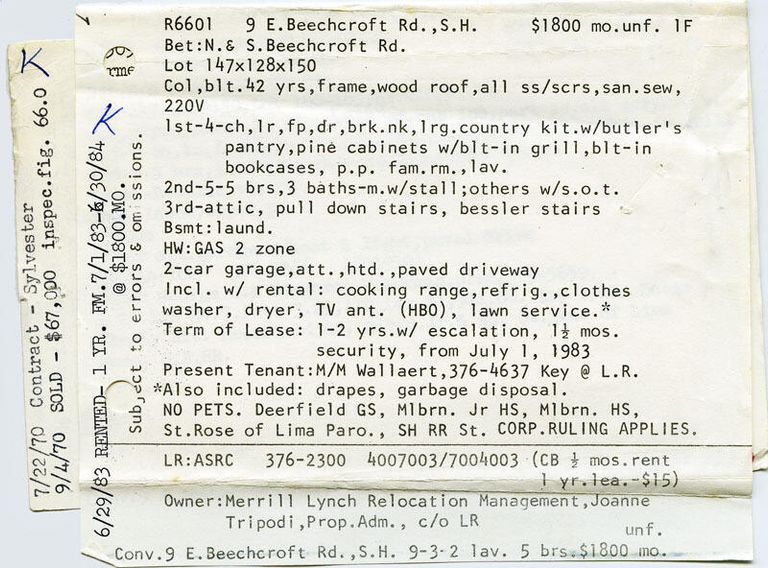 R6601 9 E.Beechcroft Rd.,S.H. $1800 mo.unf. 1F
Bet:N.& S.Beechcroft Rd.
Lot 147x128x150
Col,blt.42 yrs,frame,wood roof,all ss/scrs,san.sew,
220V
1st-4-ch,lr,fp,dr,brk.nk,lrg.country kit.w/butler's
pantry,pine cabinets w/blt-in grill,blt-in
bookcases, p.p. fam.rm.,lav.
2nd-5-5 brs,3 baths-m.w/stall;others w/s.o.t.
3rd-attic, pull down stairs, bessler stairs
Bsmt:laund.
HW:GAS 2 zone
2-car garage,att.,htd.,paved driveway
Incl. w/ rental: cooking range,refrig.,clothes
washer, dryer, TV ant. (HBO), lawn service.*
Term of Lease: 1-2 yrs.w/ escalation, 1½ mos.
security, from July 1, 1983
Present Tenant:M/M Wallaert,376-4637 Key @ L.R.
*Also included: drapes, garbage disposal.
NO PETS. Deerfield GS, Mlbrn. Jr HS, Mlbrn. HS,
St.Rose of Lima Paro., SH RR St. CORP.RULING APPLIES.
LR:ASRC 376-2300 4007003/7004003 (CB ½ mos.rent
1 yr.lea.-$15)
Owner:Merrill Lynch Relocation Management,Joanne
Tripodi,Prop.Adm., c/o LR
unf.
Conv.9 E.Beechcroft Rd.,S.H. 9-3-2 lav. 5 brs.$1800 mo.
7/22/70 Contract - Sylvester
9/4/70 SOLD - $67,000 inspec.fig. 66.0
K
6/29/83 RENTED- 1 YR. FM.7/1/83-6/30/84
@ $1800.MO.
K
Subject to errors & omissions.
rme